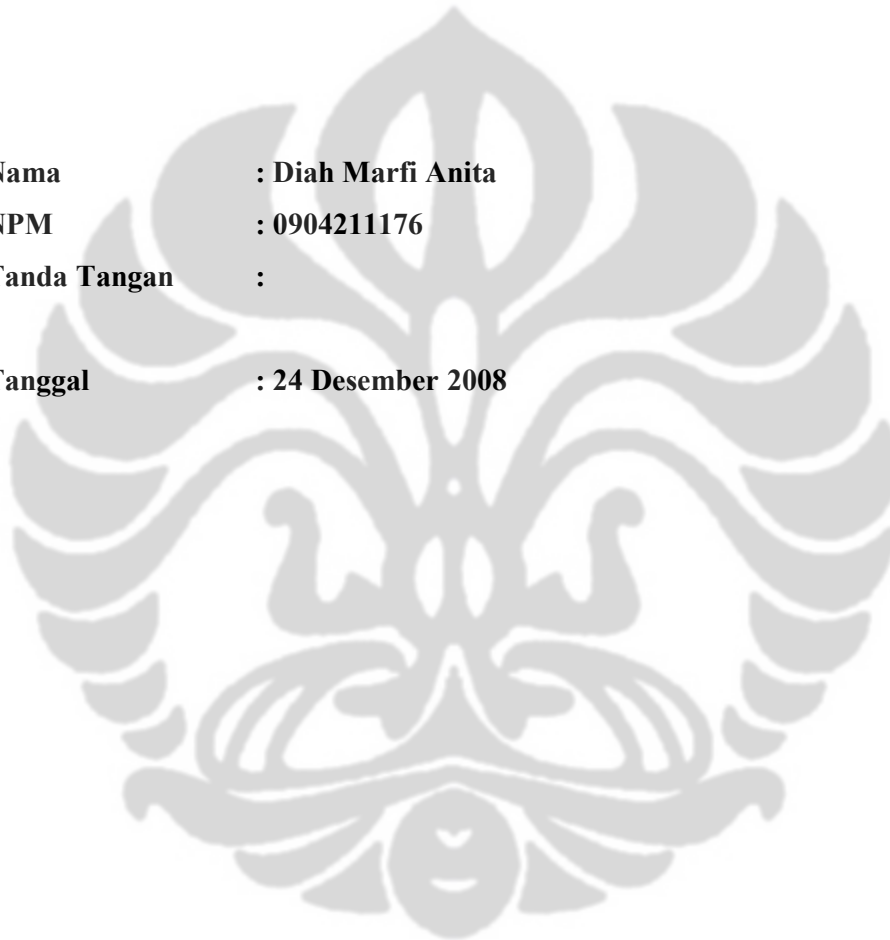 Nama : Diah Marfi Anita
NPM : 0904211176
Tanda Tangan :
Tanggal : 24 Desember 2008